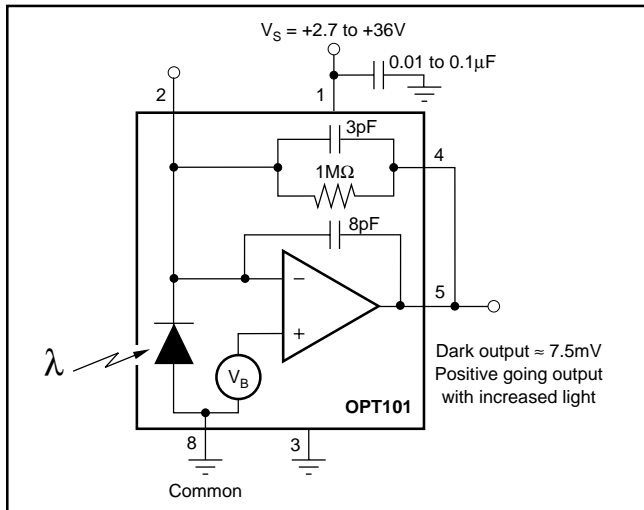 V_S = +2.7 to +36V
0.01 to 0.1µF
2
1
3pF
4
1MΩ
8pF
−
5
+
λ
V_B
Dark output ≈ 7.5mV
Positive going output
with increased light
OPT101
8
3
Common